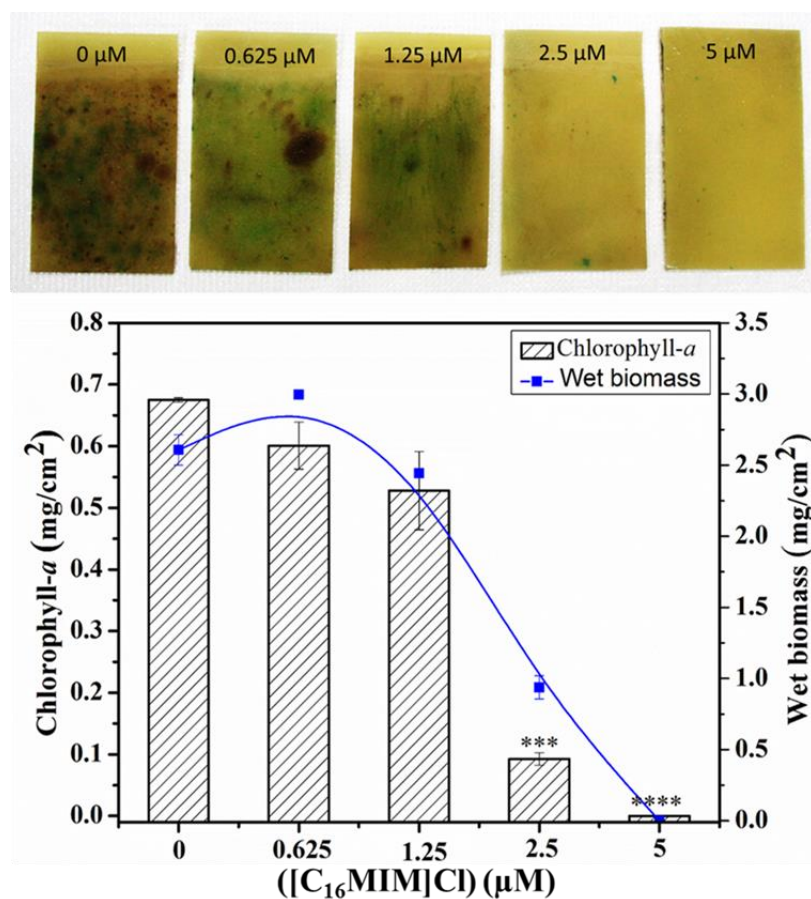 0 µM 0.625 µM 1.25 µM 2.5 µM 5 µM
Chlorophyll-a
Wet biomass
0.8
0.7
0.6
0.5
0.4
0.3
0.2
0.1
0.0
Chlorophyll-a (mg/cm²)
3.5
3.0
2.5
2.0
1.5
1.0
0.5
0.0
Wet biomass (mg/cm²)
***
****
0 0.625 1.25 2.5 5
([C₁₆MIM]Cl) (µM)